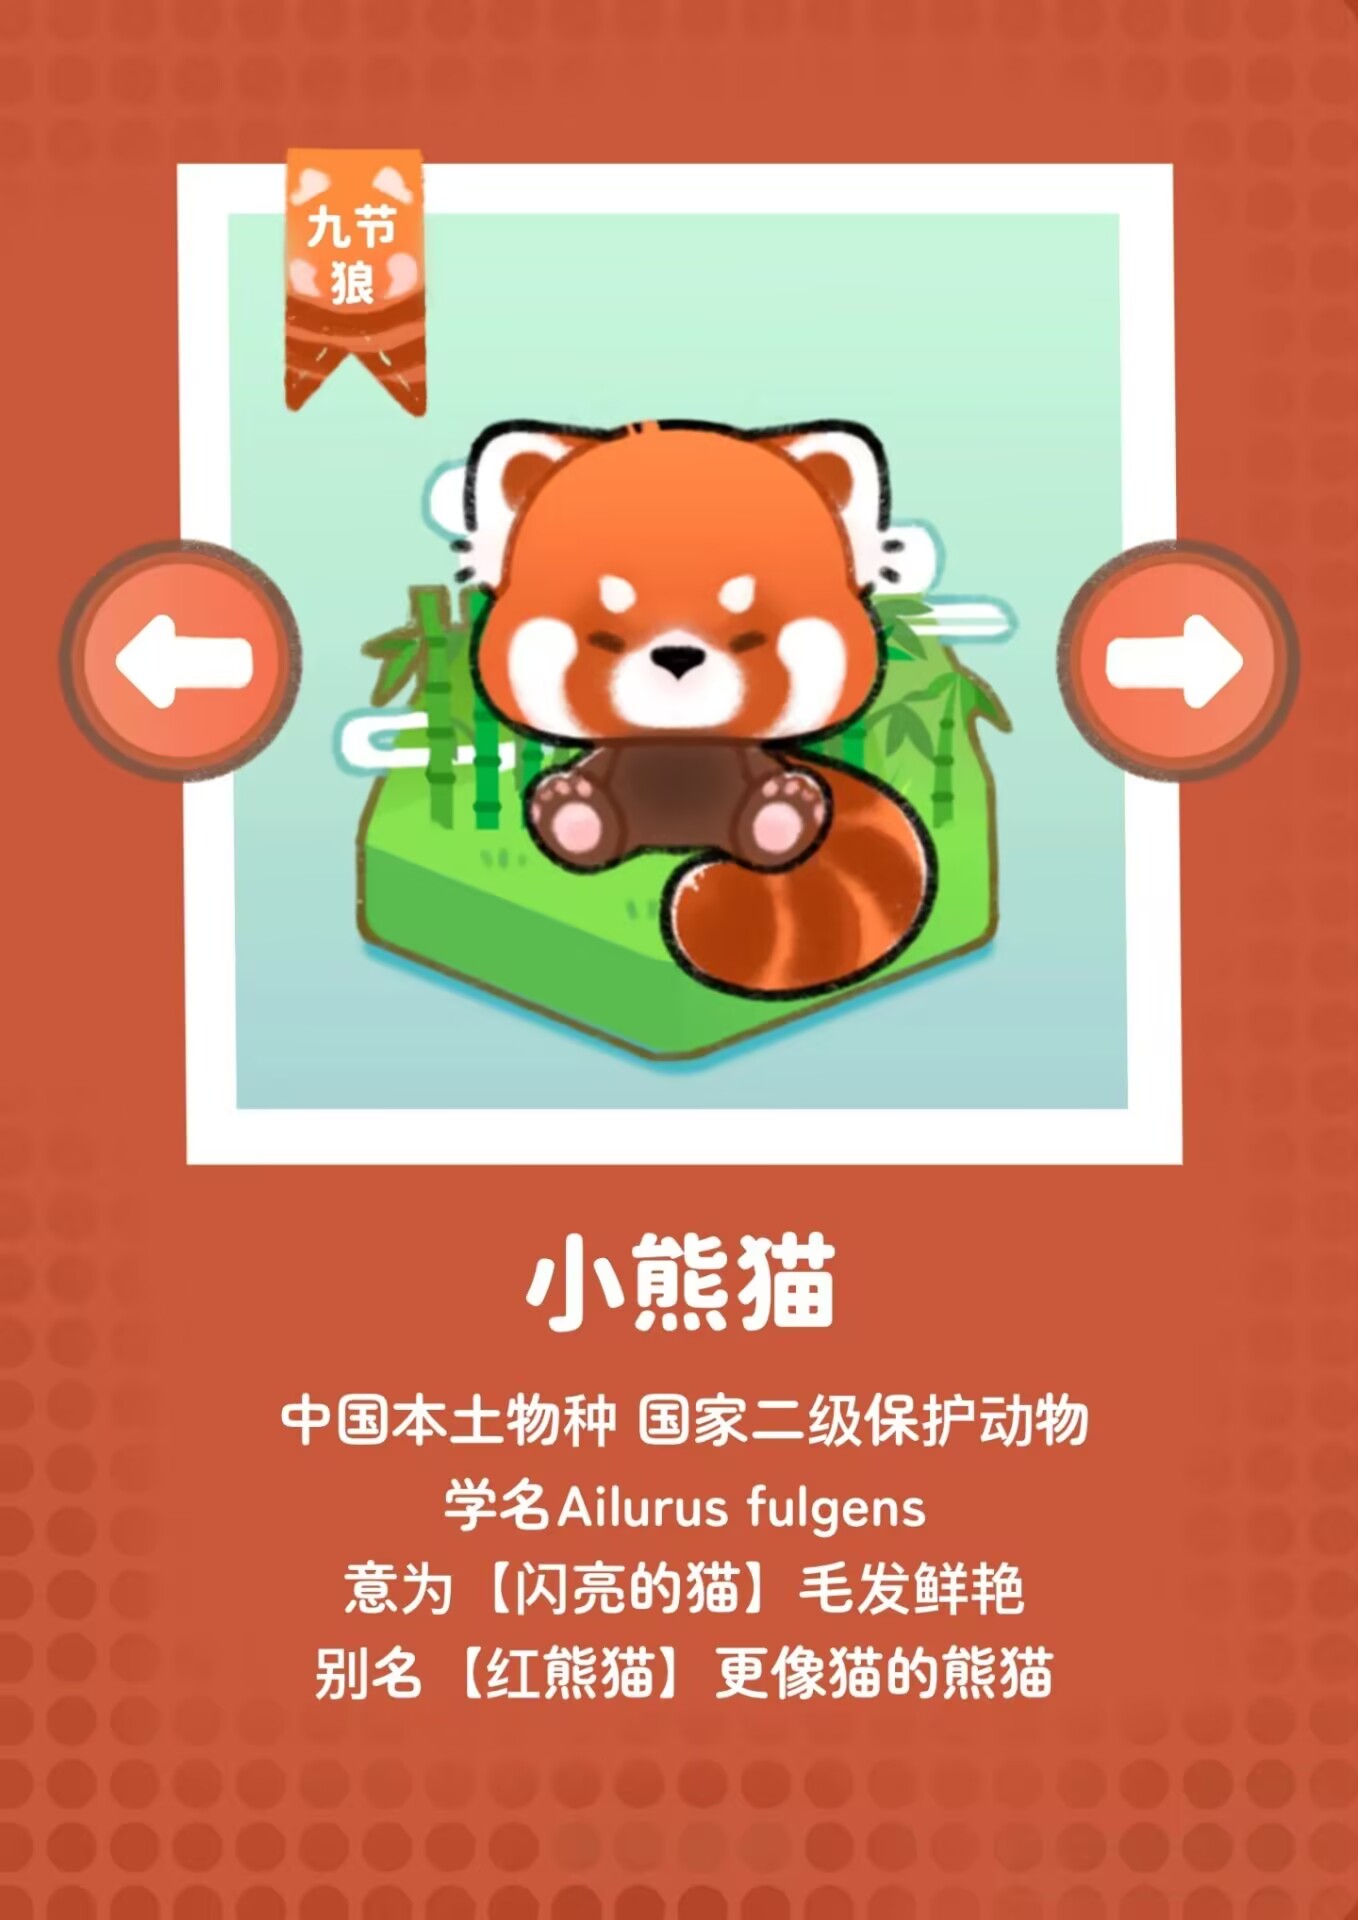 九节
狼
小熊猫
中国本土物种 国家二级保护动物
学名Ailurus fulgens
意为【闪亮的猫】毛发鲜艳
别名【红熊猫】更像猫的熊猫